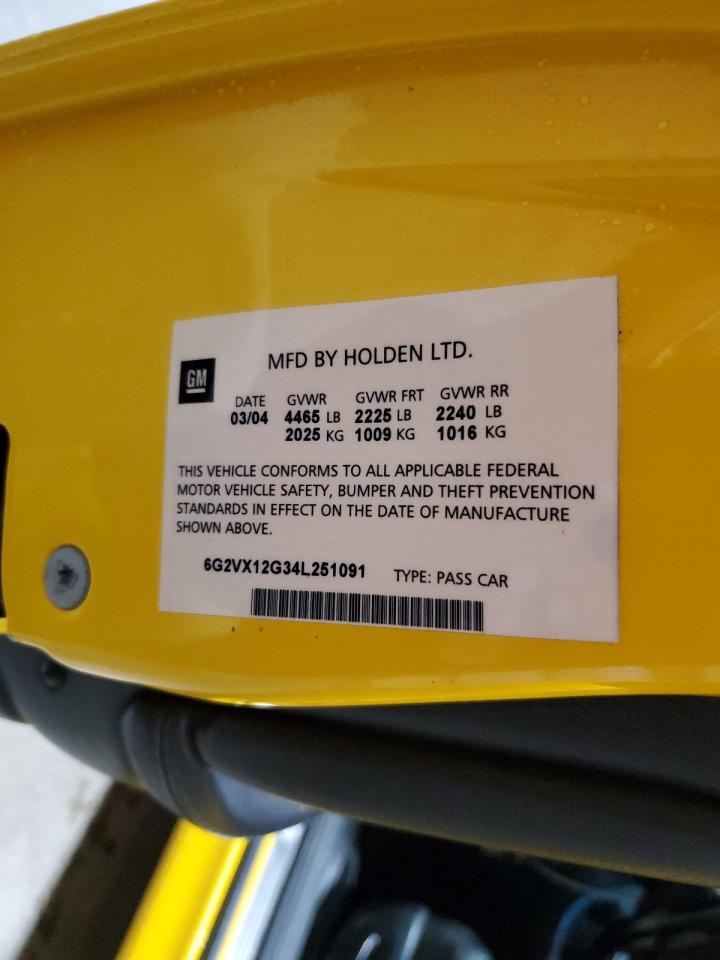 MFD BY HOLDEN LTD.
GM
DATE GVWR GVWR FRT GVWR RR
03/04 4465 LB 2225 LB 2240 LB
2025 KG 1009 KG 1016 KG
THIS VEHICLE CONFORMS TO ALL APPLICABLE FEDERAL
MOTOR VEHICLE SAFETY, BUMPER AND THEFT PREVENTION
STANDARDS IN EFFECT ON THE DATE OF MANUFACTURE
SHOWN ABOVE.
6G2VX12G34L251091 TYPE: PASS CAR